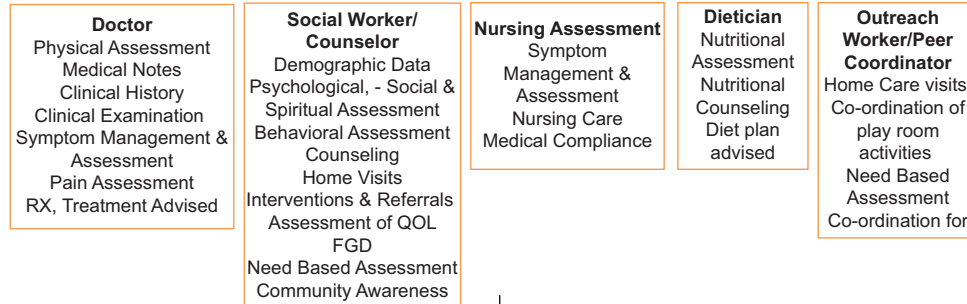 Doctor
Physical Assessment
Medical Notes
Clinical History
Clinical Examination
Symptom Management &
Assessment
Pain Assessment
RX, Treatment Advised
Social Worker/
Counselor
Demographic Data
Psychological, - Social &
Spiritual Assessment
Behavioral Assessment
Counseling
Home Visits
Interventions & Referrals
Assessment of QOL
FGD
Need Based Assessment
Community Awareness
Nursing Assessment
Symptom
Management &
Assessment
Nursing Care
Medical Compliance
Dietician
Nutritional
Assessment
Nutritional
Counseling
Diet plan
advised
Outreach
Worker/Peer
Coordinator
Home Care visits
Co-ordination of
play room
activities
Need Based
Assessment
Co-ordination for